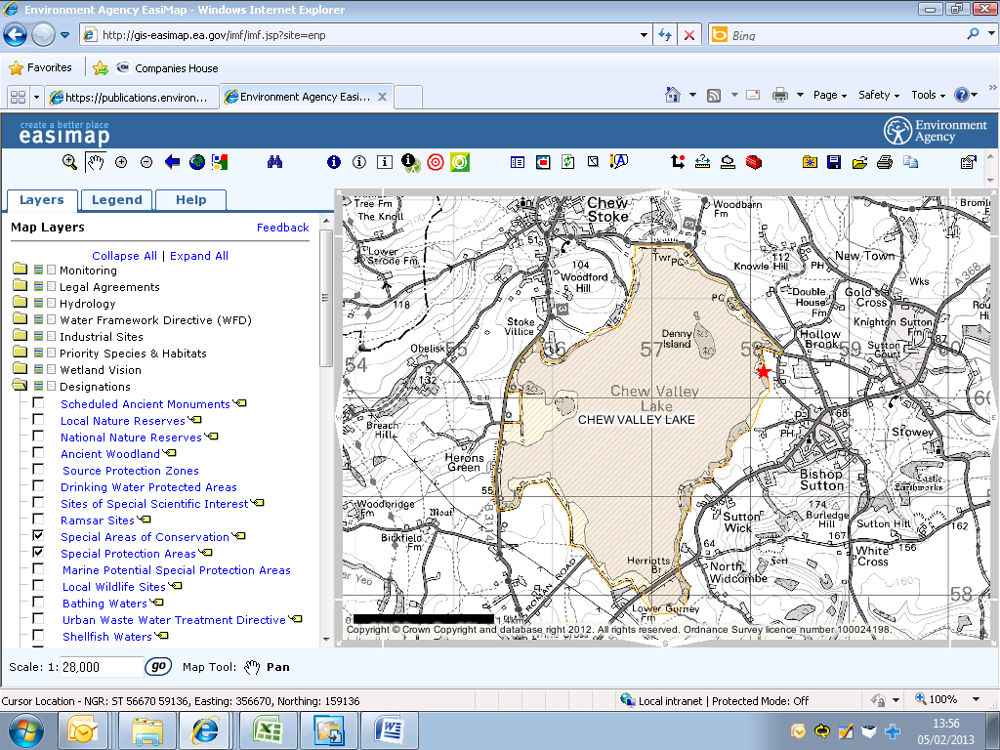 Environment Agency EasiMap - Windows Internet Explorer
http://gis-easimap.ea.gov/imf/imf.jsp?site=enp
Bing
Favorites
Companies House
https://publications.environ...
Environment Agency Easi...
Page
Safety
Tools
create a better place
easimap
Environment
Agency
Layers
Legend
Help
Map Layers
Feedback
Collapse All | Expand All
Monitoring
Legal Agreements
Hydrology
Water Framework Directive (WFD)
Industrial Sites
Priority Species & Habitats
Wetland Vision
Designations
Scheduled Ancient Monuments
Local Nature Reserves
National Nature Reserves
Ancient Woodland
Source Protection Zones
Drinking Water Protected Areas
Sites of Special Scientific Interest
Ramsar Sites
Special Areas of Conservation
Special Protection Areas
Marine Potential Special Protection Areas
Local Wildlife Sites
Bathing Waters
Urban Waste Water Treatment Directive
Shellfish Waters
Tree Fm
The Knoll
Chew
Stoke
Woodbarn
Fm
Lower
Strode Fm
51
Twr
PC
Knowle Hill
112
PH
New Town
A368
104
Woodford
Hill
118
Wks
Double
House
Fm
Gold's
Cross
PC
Knighton Sutton
Fm
Stoke
Villice
Denny
Island
Hollow
Brook
Sutton
Court
87
Obelisk
55
56
57
58
59
60
54
132
Chew Valley
Lake
CHEW VALLEY LAKE
Breach
Hill
PH
68
Stowey
Herons
Green
55
Bishop
Sutton
Castle
Earthworks
Woodbridge
Fm
Moat
B3114
Sutton
Wick
174
Burledge
Hill
Sutton Hill
162
Birkfield
Fm
167
156
64
White
Cross
Herriotts
Br
North
Widcombe
Fort
ROMAN ROAD
58
Lower Gurney
Fm
Copyright © Crown Copyright and database right 2012. All rights reserved. Ordnance Survey licence number 100024198.
Scale: 1: 28,000
go
Map Tool:
Pan
Cursor Location - NGR: ST 56670 59136, Easting: 356670, Northing: 159136
Local intranet | Protected Mode: Off
100%
13:56
05/02/2013